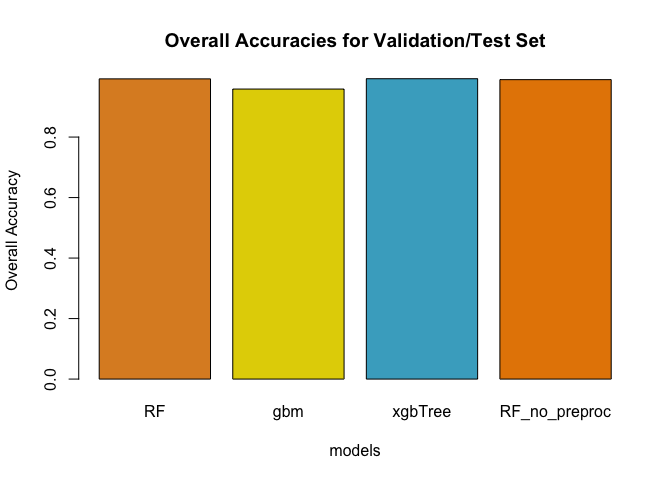 Overall Accuracies for Validation/Test Set
Overall Accuracy
0.8
0.6
0.4
0.2
0.0
RF gbm xgbTree RF_no_preproc
models